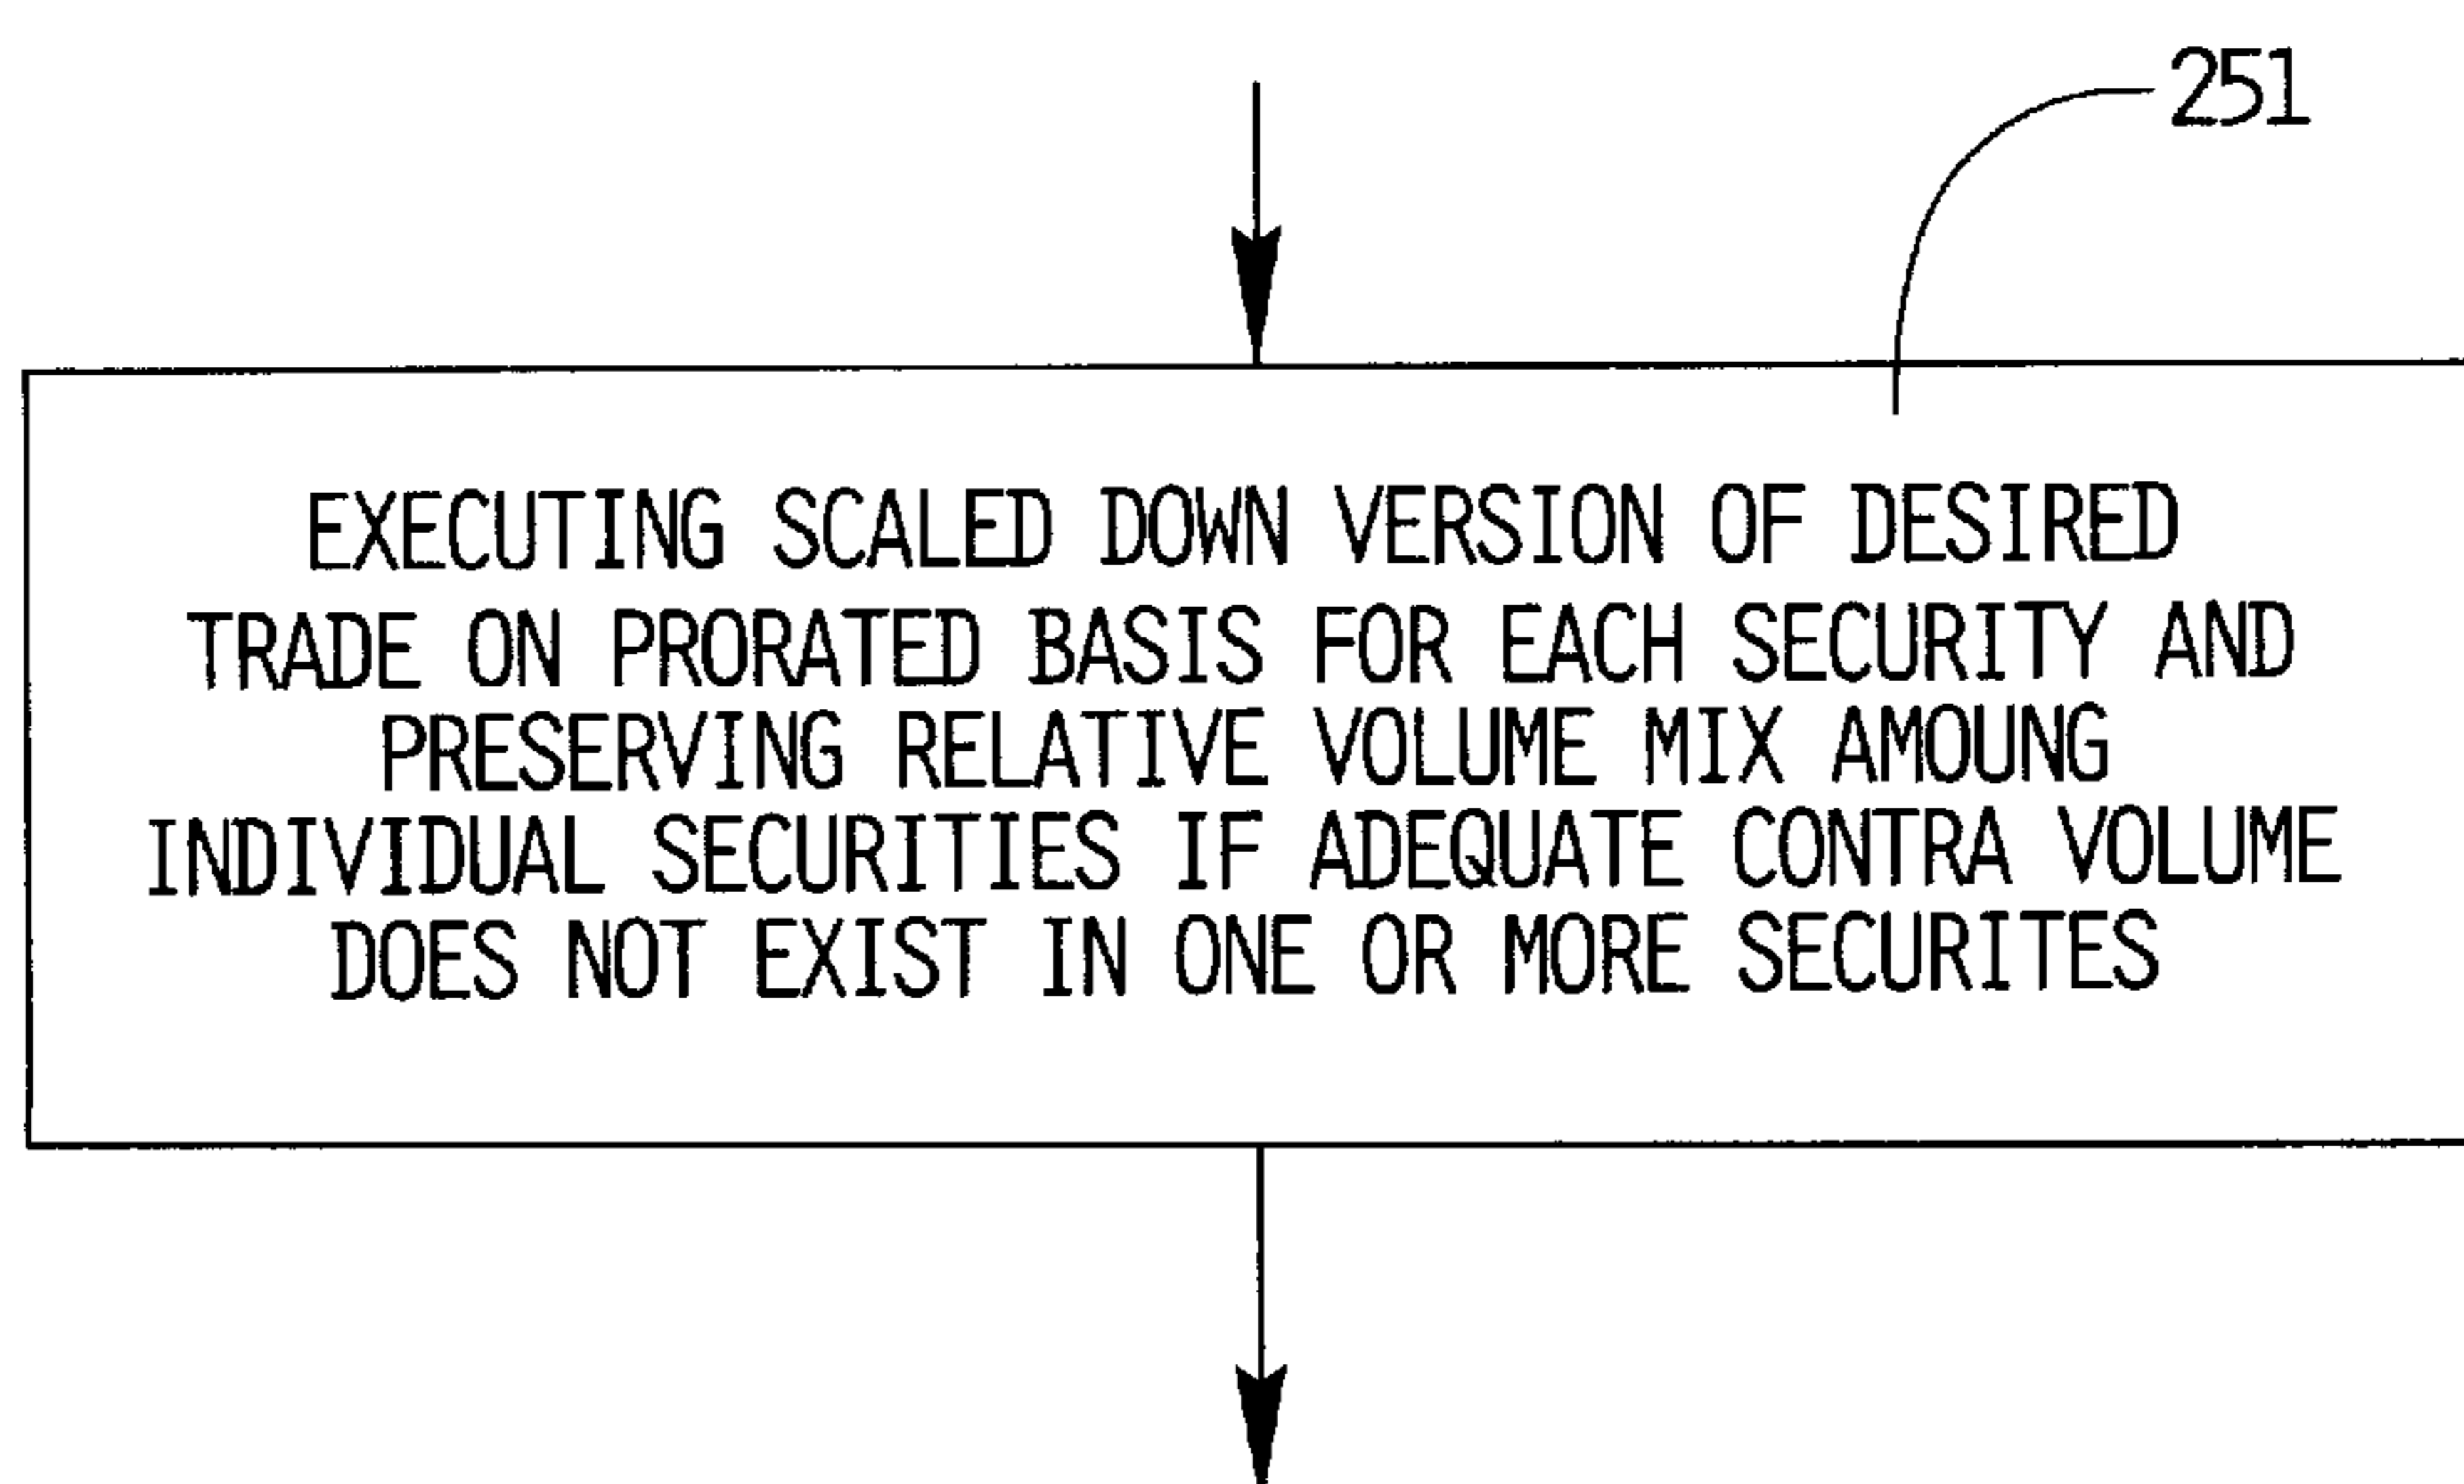 251
EXECUTING SCALED DOWN VERSION OF DESIRED
TRADE ON PRORATED BASIS FOR EACH SECURITY AND
PRESERVING RELATIVE VOLUME MIX AMOUNG
INDIVIDUAL SECURITIES IF ADEQUATE CONTRA VOLUME
DOES NOT EXIST IN ONE OR MORE SECURITES